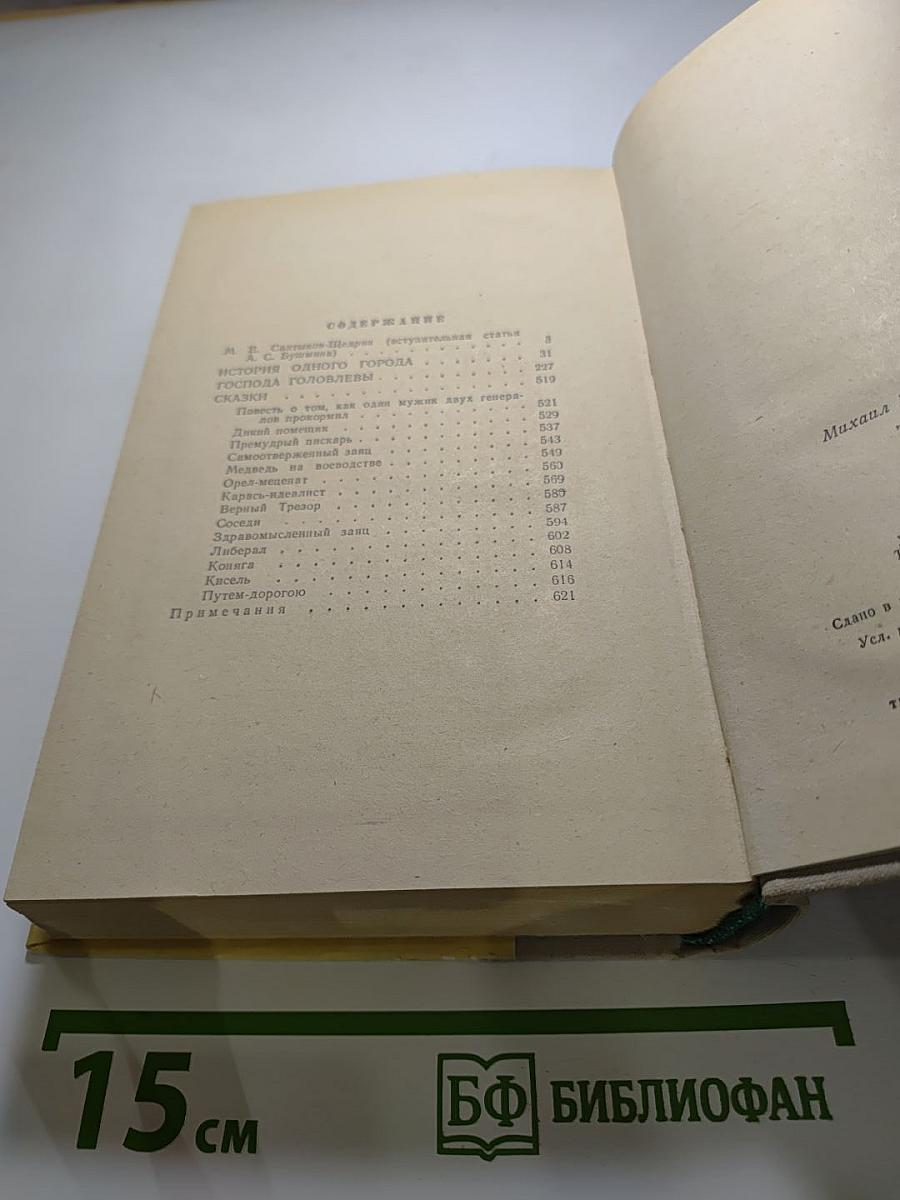 СОДЕРЖАНИЕ
М. Е. Салтыков-Щедрин (вступительная статья
А. С. Бушмина) . . . . . . . . . . 3
ИСТОРИЯ ОДНОГО ГОРОДА . . . . . . 31
ГОСПОДА ГОЛОВЛЕВЫ . . . . . . . . 227
СКАЗКИ . . . . . . . . . . . . 519
Повесть о том, как один мужик двух генера-
лов прокормил . . . . . . . . . 521
Дикий помещик . . . . . . . . . 529
Премудрый пискарь . . . . . . . . 537
Самоотверженный заяц . . . . . . . 543
Медведь на воеводстве . . . . . . . 549
Орел-меценат . . . . . . . . . . 560
Карась-идеалист . . . . . . . . . 569
Верный Трезор . . . . . . . . . 580
Соседи . . . . . . . . . . . . 587
Здравомысленный заяц . . . . . . . 594
Либерал . . . . . . . . . . . 602
Коняга . . . . . . . . . . . . 608
Кисель . . . . . . . . . . . . 614
Путем-дорогою . . . . . . . . . 616
Примечания . . . . . . . . . . . 621
Михаил
Сдано в
Усл.
15 см
БФ БИБЛИОФАН